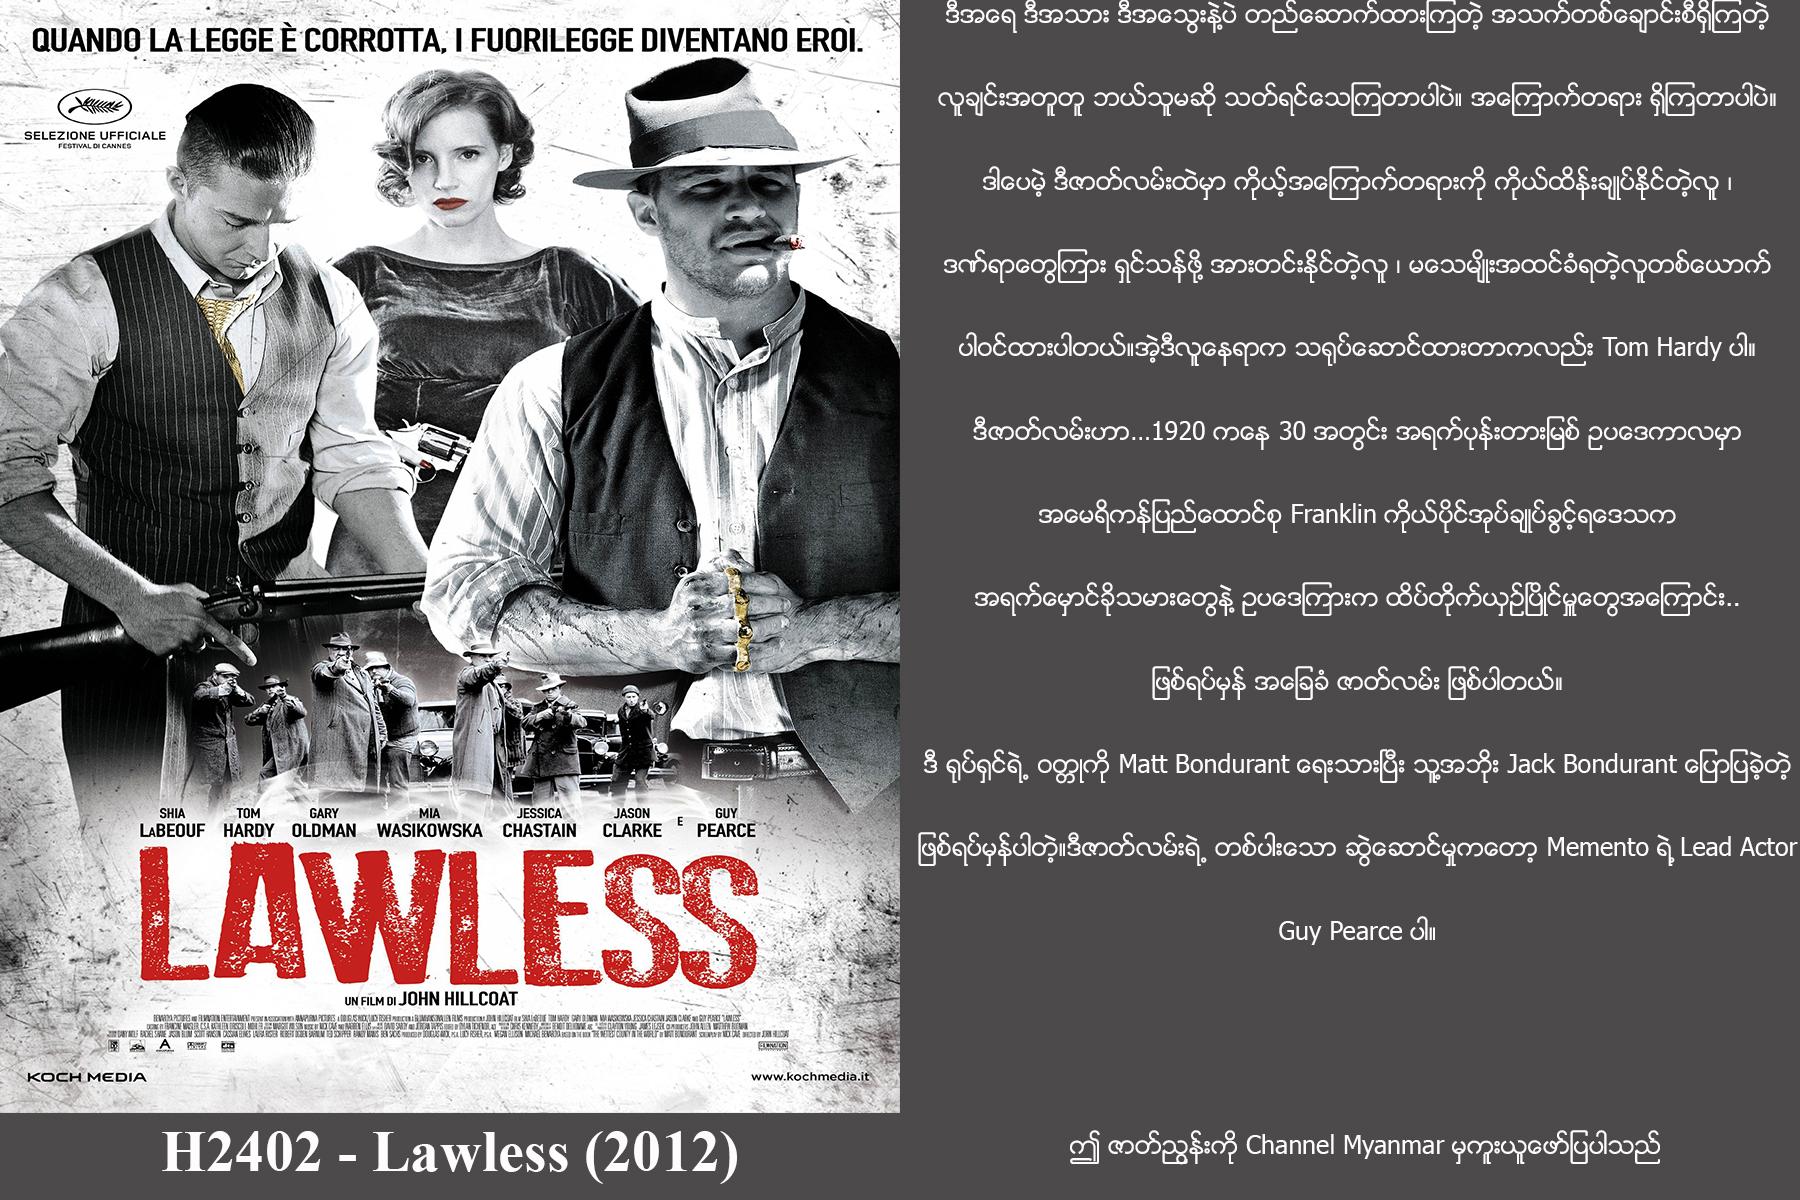 QUANDO LA LEGGE È CORROTTA, I FUORILEGGE DIVENTANO EROI.
SELEZIONE UFFICIALE
FESTIVAL DI CANNES
SHIA LABEOUF
TOM HARDY
GARY OLDMAN
MIA WASIKOWSKA
JESSICA CHASTAIN
JASON CLARKE
E
GUY PEARCE
LAWLESS
UN FILM DI JOHN HILLCOAT
KOCH MEDIA
www.kochmedia.it
H2402 - Lawless (2012)
ဒီအရေ ဒီအသား ဒီအသွေးနဲ့ပဲ တည်ဆောက်ထားကြတဲ့ အသက်တစ်ချောင်းစီရှိကြတဲ့
လူချင်းအတူတူ ဘယ်သူမဆို သတ်ရင်သေကြတာပါပဲ။ အကြောက်တရား ရှိကြတာပါပဲ။
ဒါပေမဲ့ ဒီဇာတ်လမ်းထဲမှာ ကိုယ့်အကြောက်တရားကို ကိုယ်ထိန်းချုပ်နိုင်တဲ့လူ ၊
ဒဏ်ရာတွေကြား ရှင်သန်ဖို့ အားတင်းနိုင်တဲ့လူ ၊ မသေမျိုးအထင်ခံရတဲ့လူတစ်ယောက်
ပါဝင်ထားပါတယ်။အဲ့ဒီလူနေရာက သရုပ်ဆောင်ထားတာကလည်း Tom Hardy ပါ။
ဒီဇာတ်လမ်းဟာ...1920 ကနေ 30 အတွင်း အရက်ပုန်းတားမြစ် ဥပဒေကာလမှာ
အမေရိကန်ပြည်ထောင်စု Franklin ကိုယ်ပိုင်အုပ်ချုပ်ခွင့်ရဒေသက
အရက်မှောင်ခိုသမားတွေနဲ့ ဥပဒေကြားက ထိပ်တိုက်ယှဉ်ပြိုင်မှူတွေအကြောင်း..
ဖြစ်ရပ်မှန် အခြေခံ ဇာတ်လမ်း ဖြစ်ပါတယ်။
ဒီ ရုပ်ရှင်ရဲ့ ဝတ္တုကို Matt Bondurant ရေးသားပြီး သူ့အဘိုး Jack Bondurant ပြောပြခဲ့တဲ့
ဖြစ်ရပ်မှန်ပါတဲ့။ဒီဇာတ်လမ်းရဲ့ တစ်ပါးသော ဆွဲဆောင်မှုကတော့ Memento ရဲ့ Lead Actor
Guy Pearce ပါ။
ဤ ဇာတ်ညွှန်းကို Channel Myanmar မှကူးယူဖော်ပြပါသည်